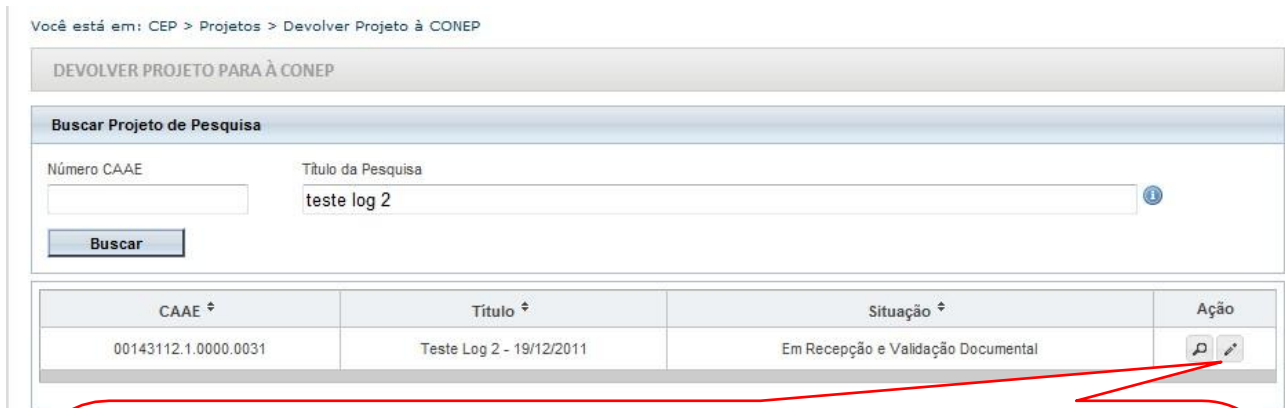 Você está em: CEP > Projetos > Devolver Projeto à CONEP
DEVOLVER PROJETO PARA À CONEP
Buscar Projeto de Pesquisa
Número CAAE Título da Pesquisa
teste log 2
Buscar
CAAE Título Situação Ação
00143112.1.0000.0031 Teste Log 2 - 19/12/2011 Em Recepção e Validação Documental